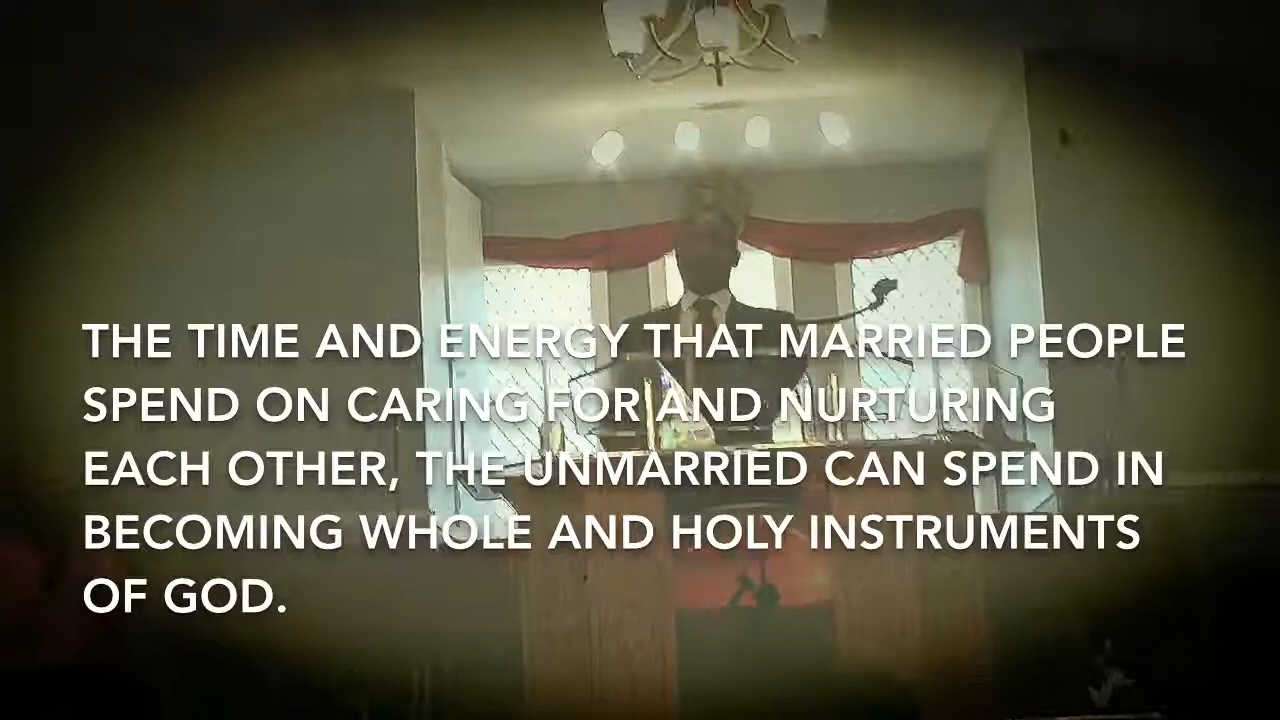 THE TIME AND ENERGY THAT MARRIED PEOPLE
SPEND ON CARING FOR AND NURTURING
EACH OTHER, THE UNMARRIED CAN SPEND IN
BECOMING WHOLE AND HOLY INSTRUMENTS
OF GOD.